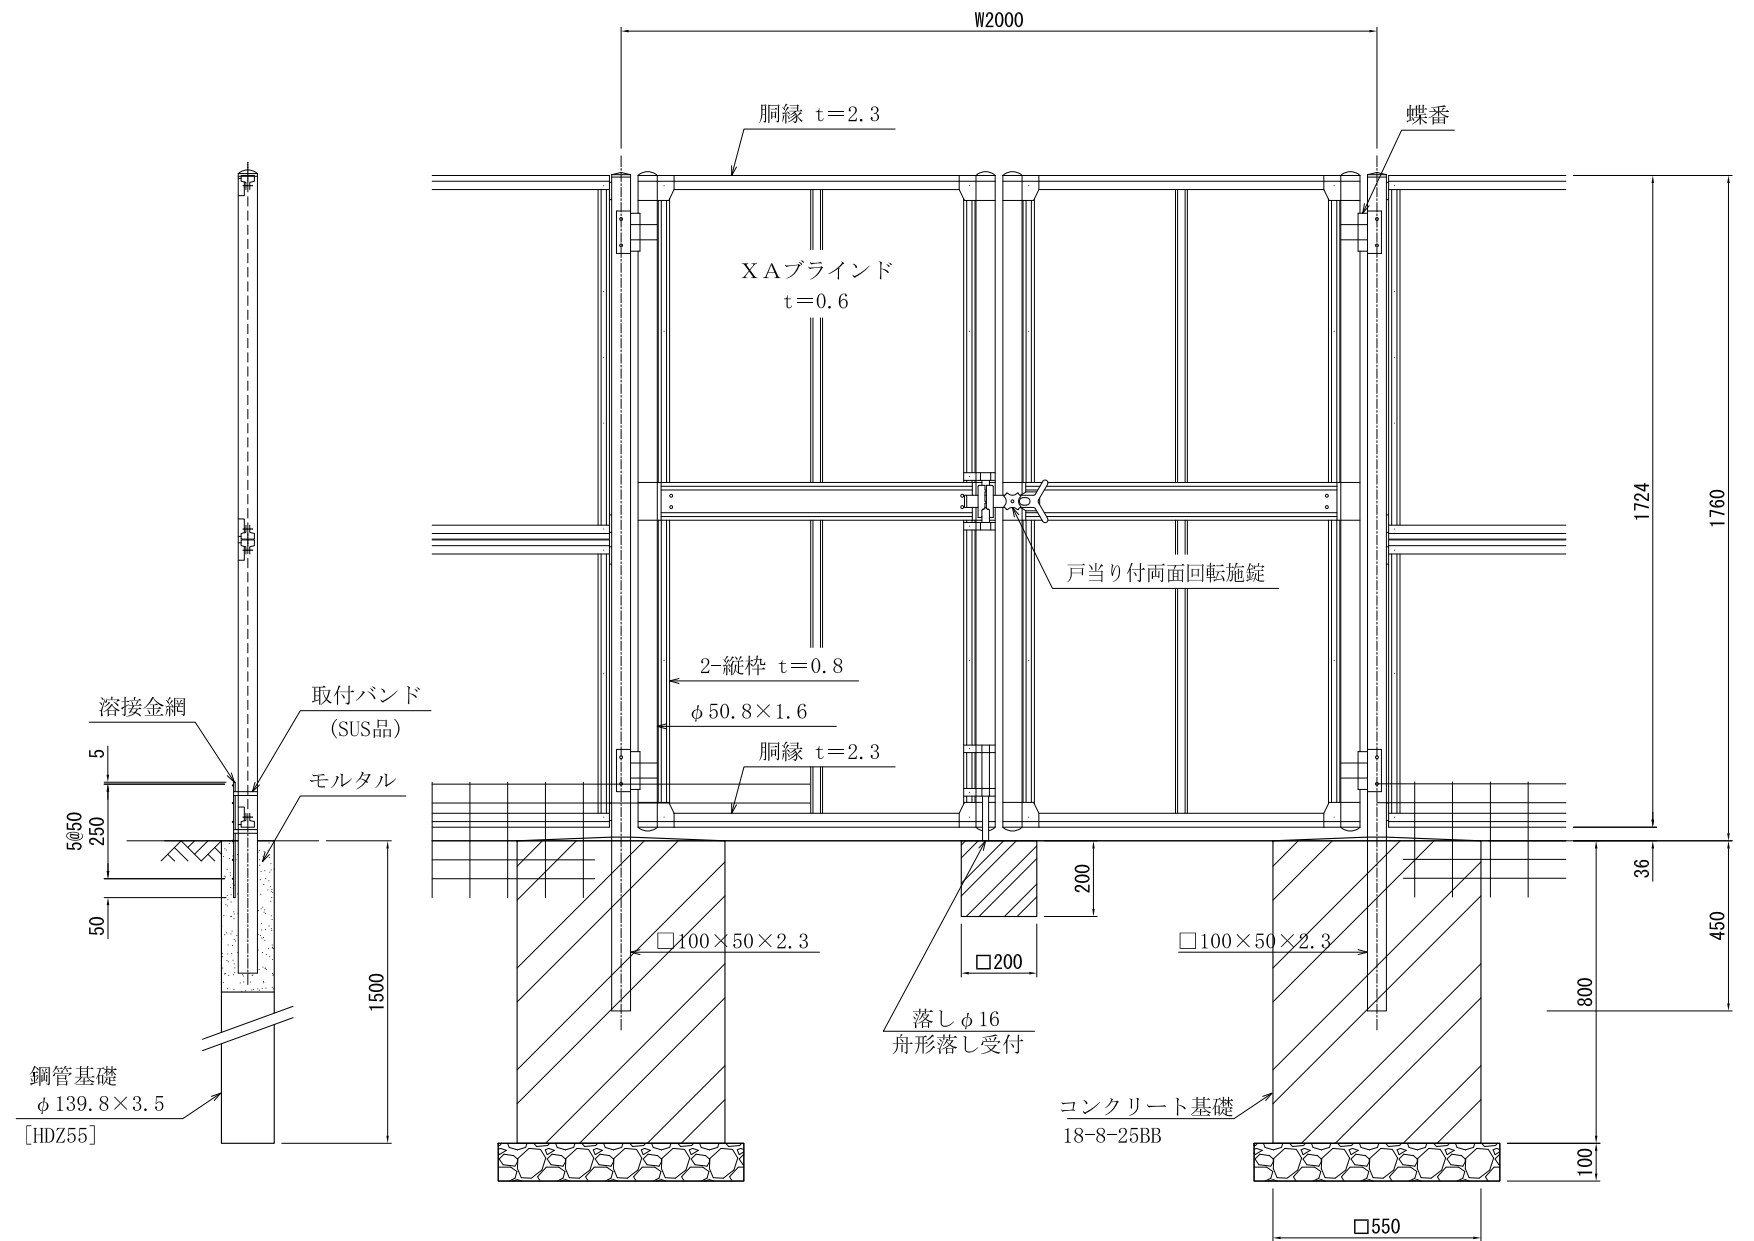 W2000
胴縁 t=2.3
蝶番
XAブラインド
t=0.6
1724
1760
戸当り付両面回転施錠
2-縦枠 t=0.8
φ50.8×1.6
胴縁 t=2.3
溶接金網
取付バンド
(SUS品)
モルタル
5
5@50
250
50
1500
200
□200
36
450
800
100
□100×50×2.3
□100×50×2.3
落しφ16
舟形落し受付
鋼管基礎
φ139.8×3.5
[HDZ55]
コンクリート基礎
18-8-25BB
□550